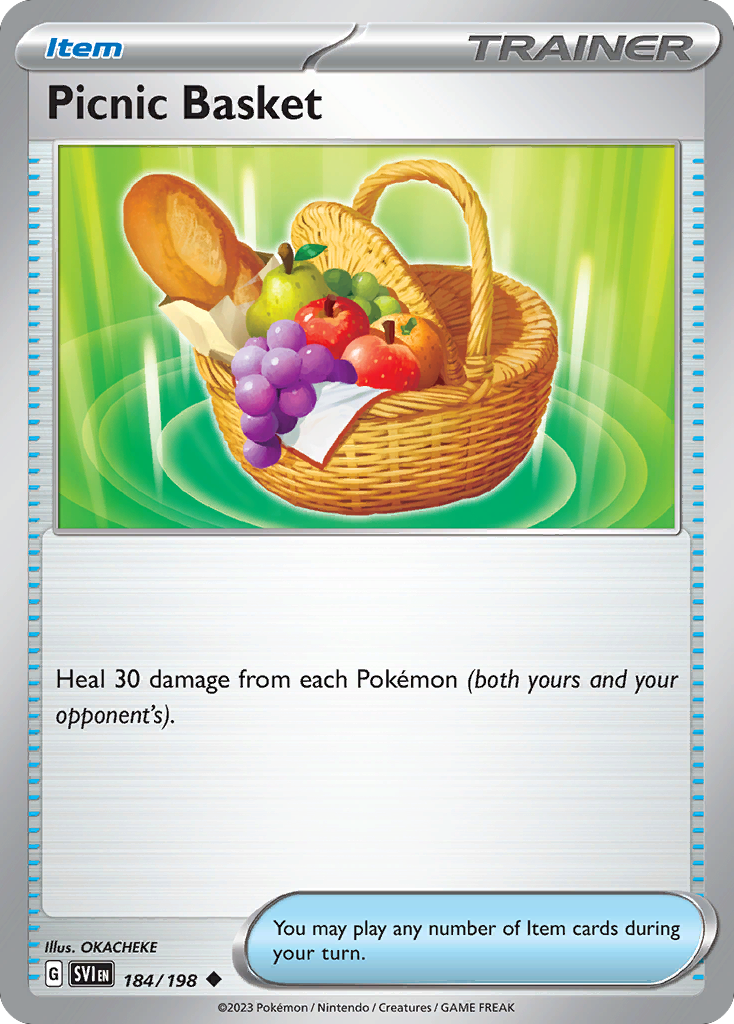 Item
TRAINER
Picnic Basket
Heal 30 damage from each Pokémon (both yours and your
opponent's).
You may play any number of Item cards during
your turn.
Illus. OKACHEKE
G SVI EN 184/198 ◆
©2023 Pokémon / Nintendo / Creatures / GAME FREAK